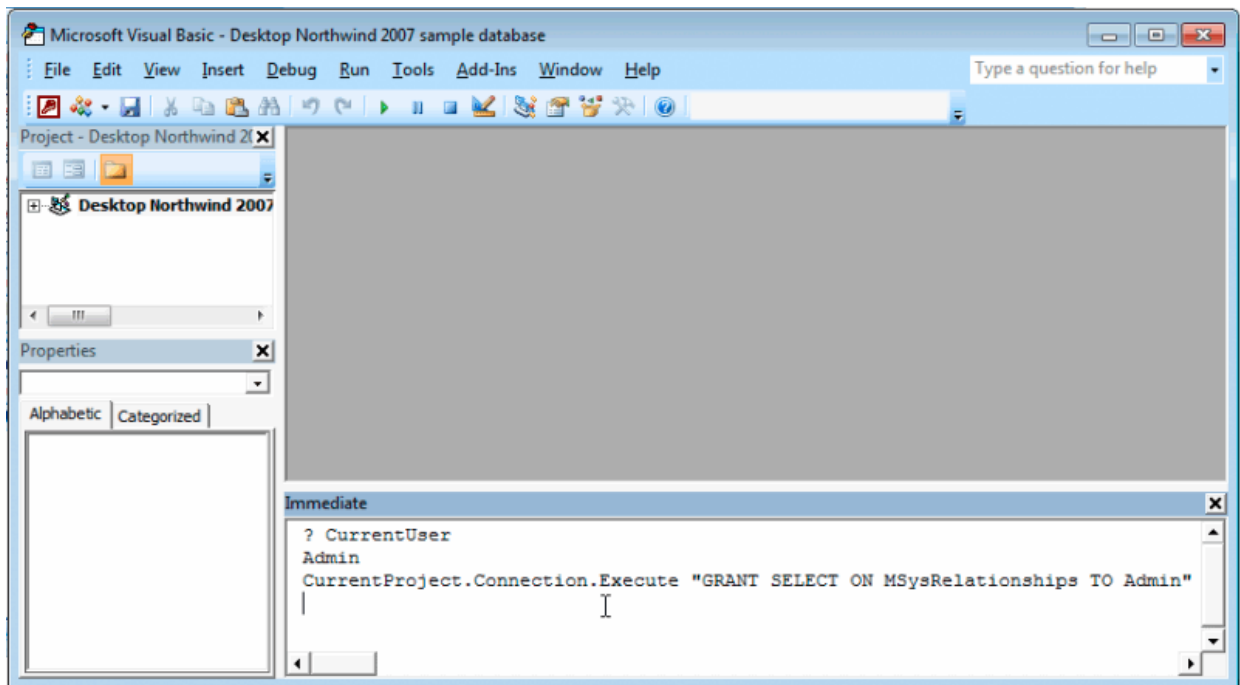 Microsoft Visual Basic - Desktop Northwind 2007 sample database
File Edit View Insert Debug Run Tools Add-Ins Window Help
Type a question for help
Project - Desktop Northwind 20
Desktop Northwind 2007
Properties
Alphabetic Categorized
Immediate
? CurrentUser
Admin
CurrentProject.Connection.Execute "GRANT SELECT ON MSysRelationships TO Admin"